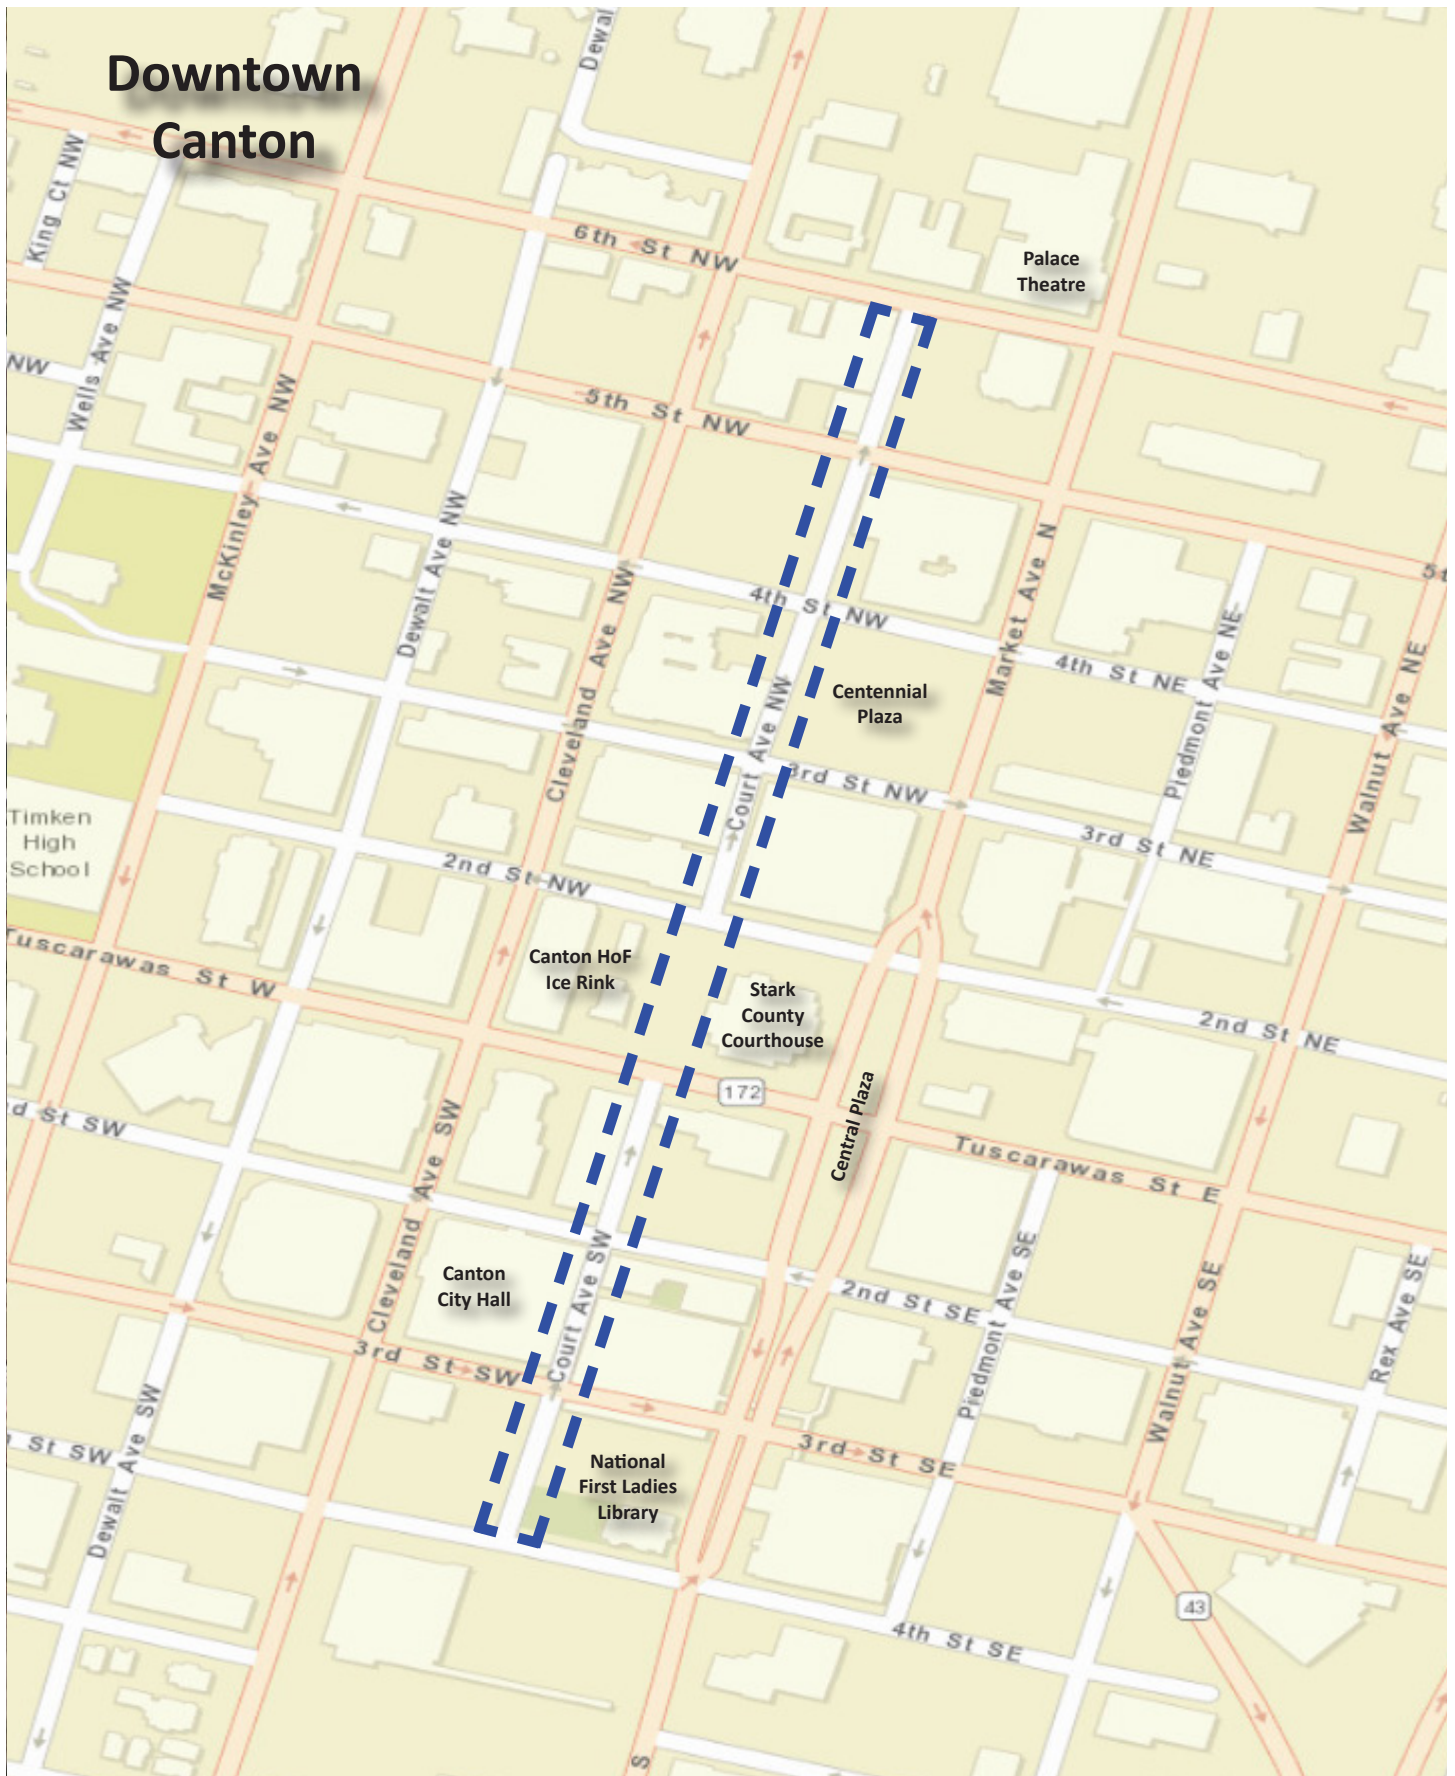 Downtown
Canton
Dewal
King Ct NW
6th St NW
Palace
Theatre
Wells Ave NW
NW
McKinley Ave NW
5th St NW
Dewalt Ave NW
Cleveland Ave NW
4th St NW
Market Ave N
4th St NE
Piedmont Ave NE
Walnut Ave NE
Centennial
Plaza
Court Ave NW
3rd St NW
3rd St NE
Timken
High
School
2nd St NW
Tuscarawas St W
Canton HoF
Ice Rink
Stark
County
Courthouse
2nd St NE
172
Central Plaza
d St SW
Cleveland Ave SW
Tuscarawas St E
Canton
City Hall
Court Ave SW
2nd St SE
Piedmont Ave SE
Walnut Ave SE
Rex Ave SE
3rd St SW
Dewalt Ave SW
St SW
National
First Ladies
Library
3rd St SE
43
4th St SE
S